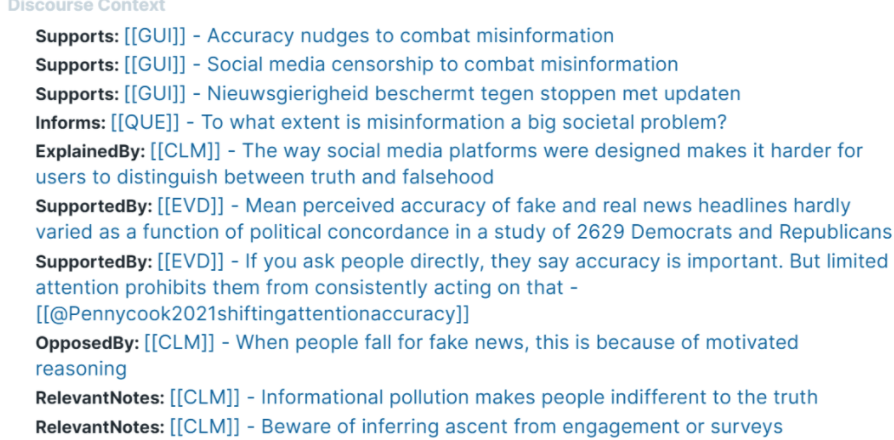 Discourse Context
Supports: [[GUI]] - Accuracy nudges to combat misinformation
Supports: [[GUI]] - Social media censorship to combat misinformation
Supports: [[GUI]] - Nieuwsgierigheid beschermt tegen stoppen met updaten
Informs: [[QUE]] - To what extent is misinformation a big societal problem?
ExplainedBy: [[CLM]] - The way social media platforms were designed makes it harder for
users to distinguish between truth and falsehood
SupportedBy: [[EVD]] - Mean perceived accuracy of fake and real news headlines hardly
varied as a function of political concordance in a study of 2629 Democrats and Republicans
SupportedBy: [[EVD]] - If you ask people directly, they say accuracy is important. But limited
attention prohibits them from consistently acting on that -
[[@Pennycook2021shiftingattentionaccuracy]]
OpposedBy: [[CLM]] - When people fall for fake news, this is because of motivated
reasoning
RelevantNotes: [[CLM]] - Informational pollution makes people indifferent to the truth
RelevantNotes: [[CLM]] - Beware of inferring ascent from engagement or surveys